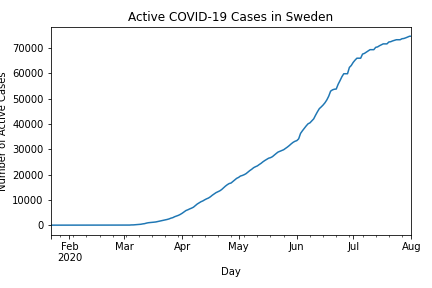 Active COVID-19 Cases in Sweden
Number of Active Cases
70000
60000
50000
40000
30000
20000
10000
0
Feb Mar Apr May Jun Jul Aug
2020
Day